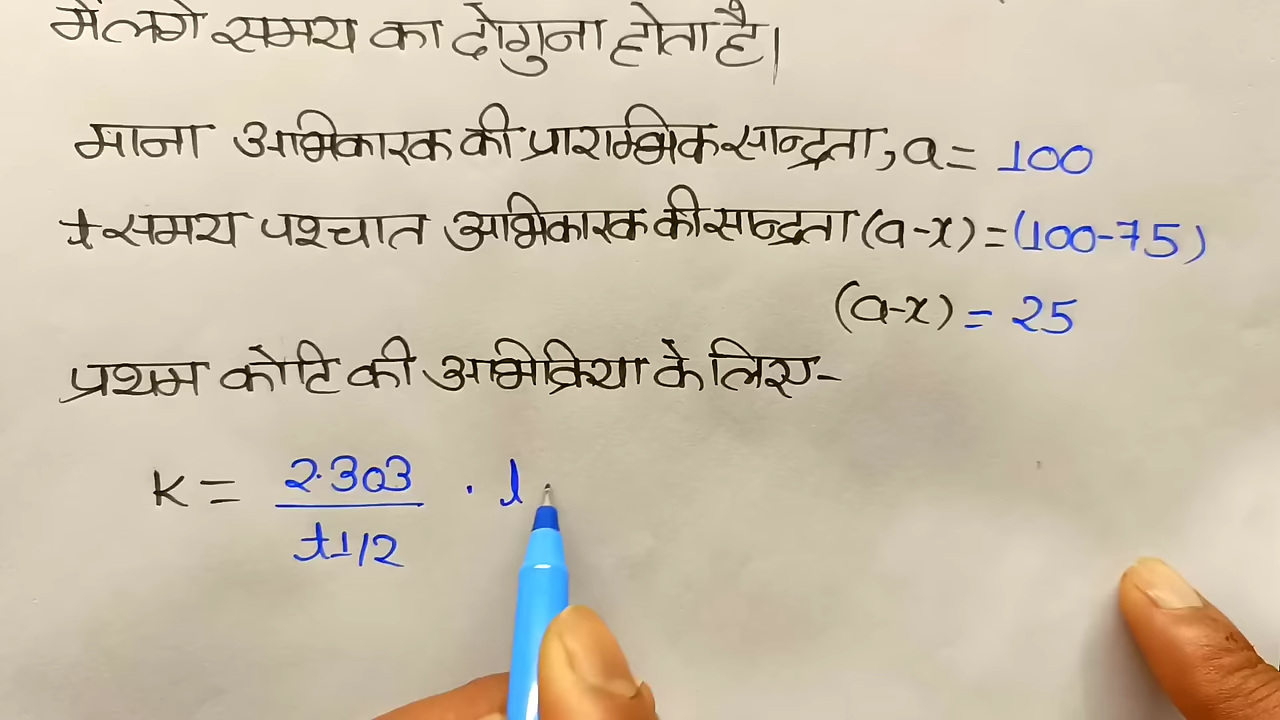 में लगे समय का दोगुना होता है।
माना अभिकारक की प्रारम्भिक सान्द्रता, a = 100
t समय पश्चात अभिकारक की सान्द्रता (a-x) = (100-75)
(a-x) = 25
प्रथम कोटि की अभिक्रिया के लिए-
K = 2.303 / t1/2 . l